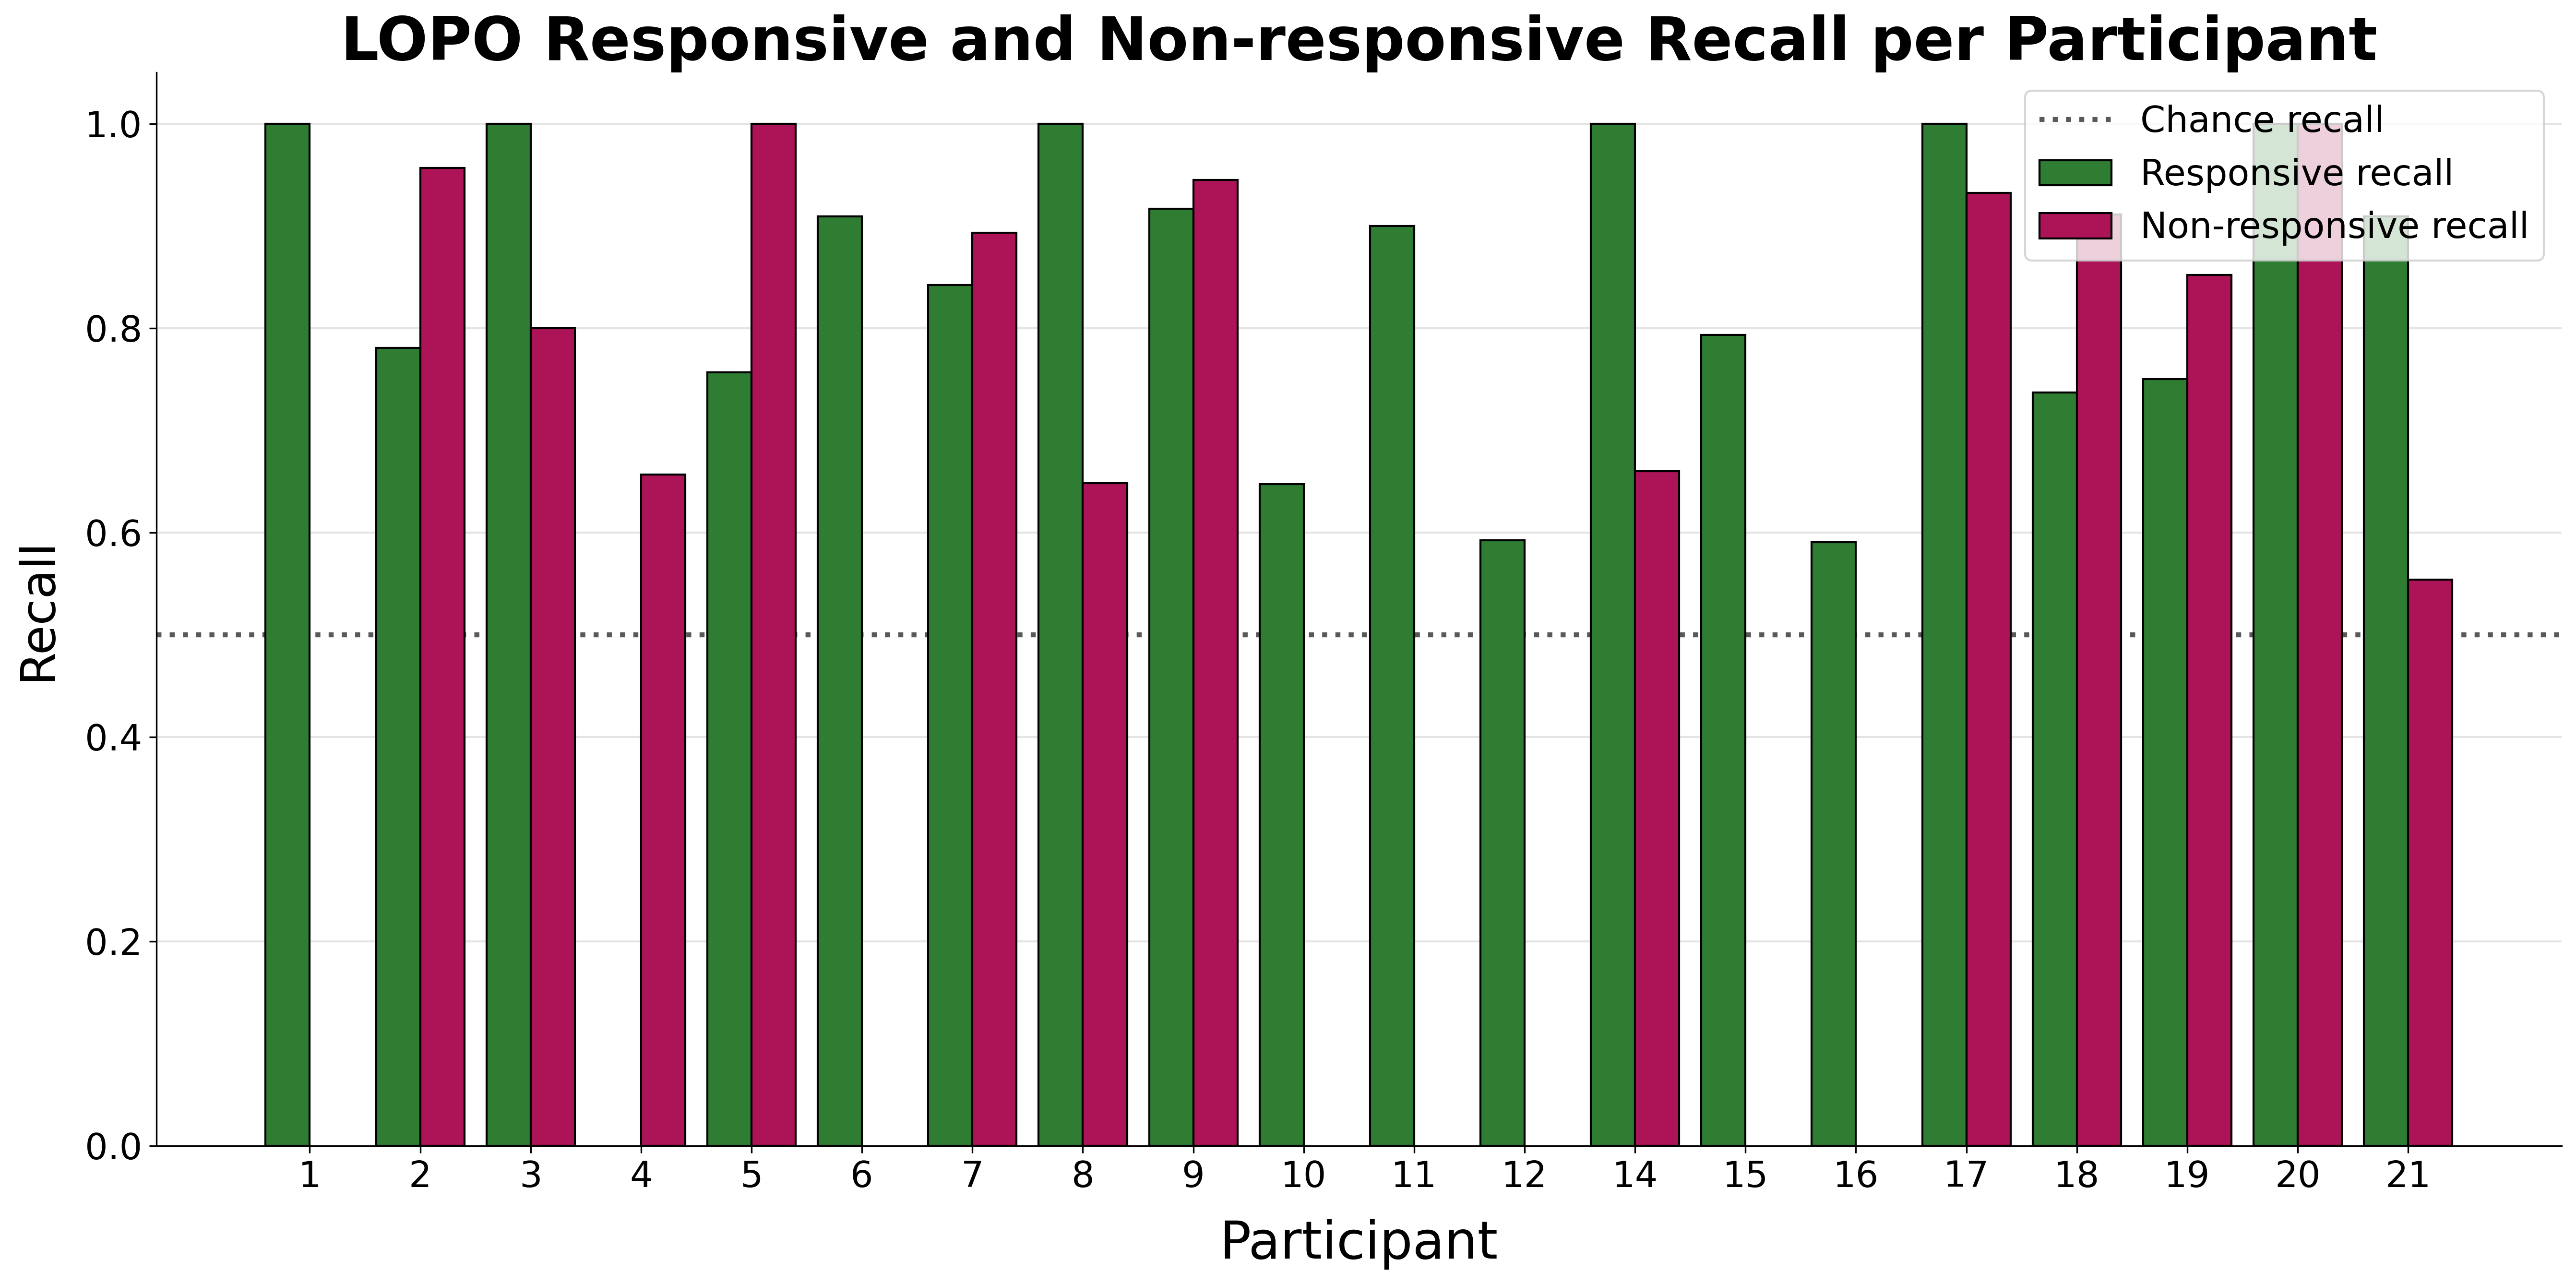 LOPO Responsive and Non-responsive Recall per Participant
Chance recall
Responsive recall
Non-responsive recall
1.0
0.8
0.6
0.4
0.2
0.0
Recall
1 2 3 4 5 6 7 8 9 10 11 12 14 15 16 17 18 19 20 21
Participant